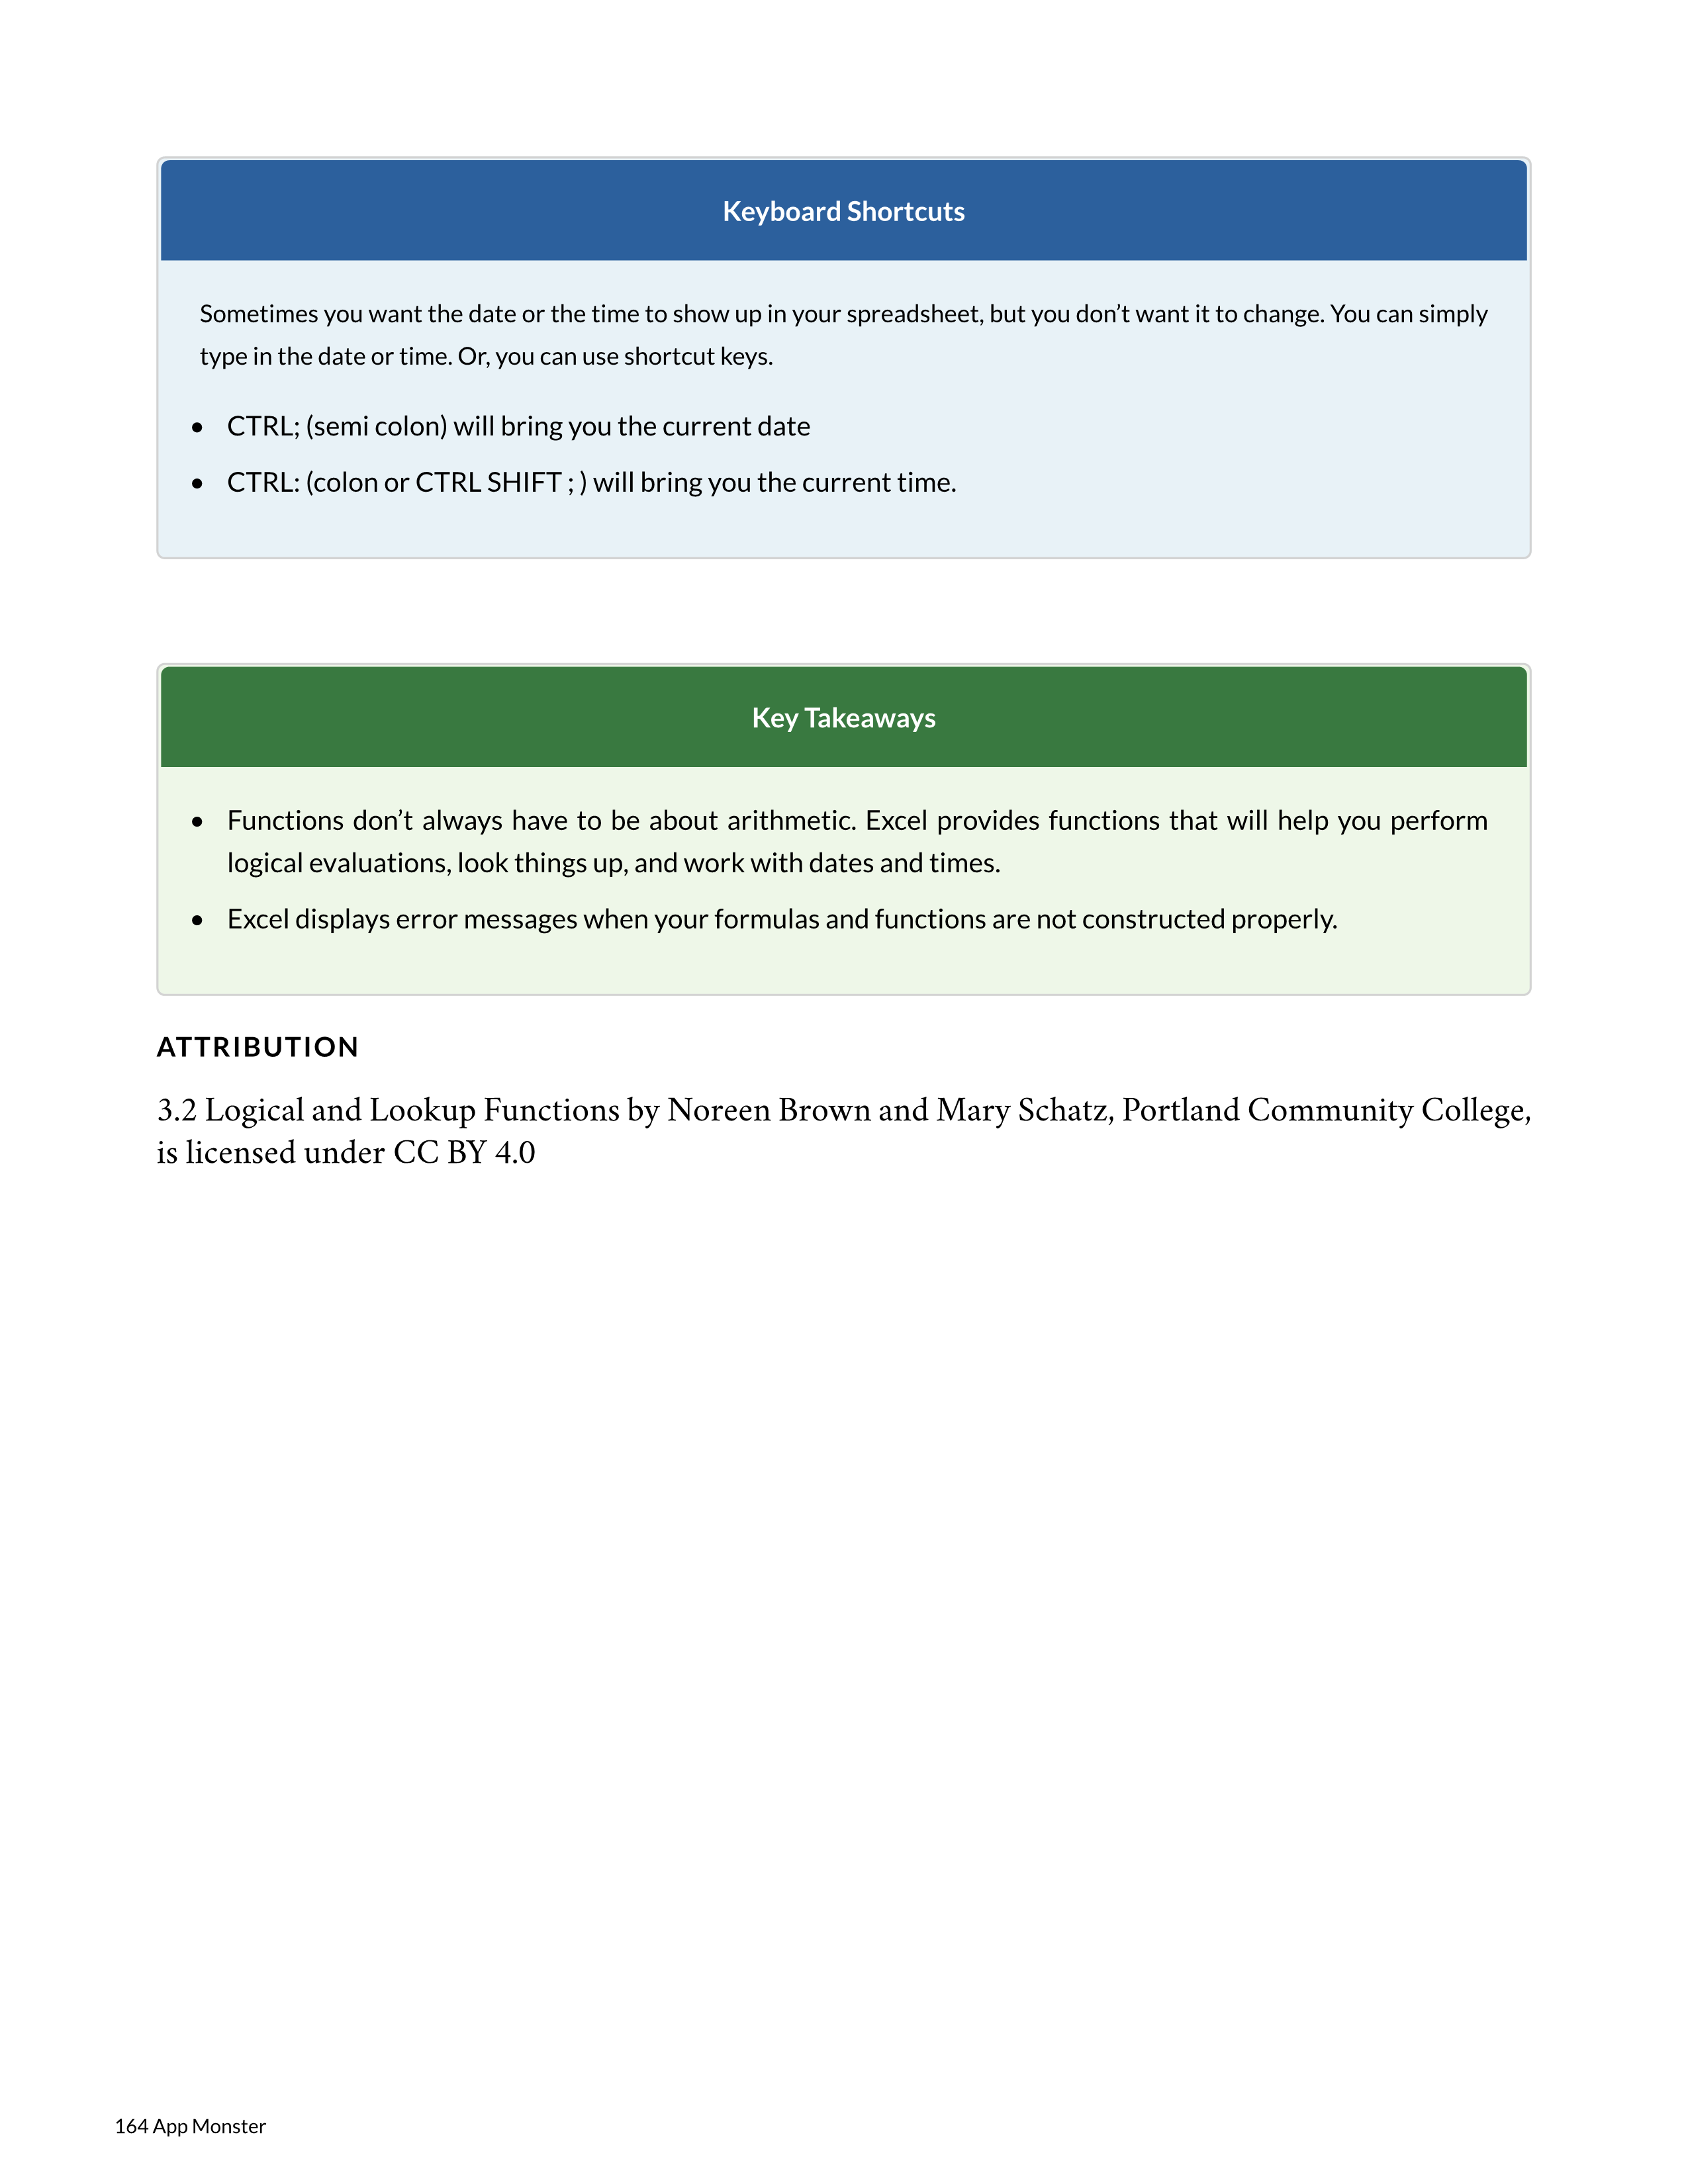 Keyboard Shortcuts
Sometimes you want the date or the time to show up in your spreadsheet, but you don’t want it to change. You can simply
type in the date or time. Or, you can use shortcut keys.
• CTRL; (semi colon) will bring you the current date
• CTRL: (colon or CTRL SHIFT ; ) will bring you the current time.
Key Takeaways
• Functions don’t always have to be about arithmetic. Excel provides functions that will help you perform
logical evaluations, look things up, and work with dates and times.
• Excel displays error messages when your formulas and functions are not constructed properly.
ATTRIBUTION
3.2 Logical and Lookup Functions by Noreen Brown and Mary Schatz, Portland Community College,
is licensed under CC BY 4.0
164 App Monster